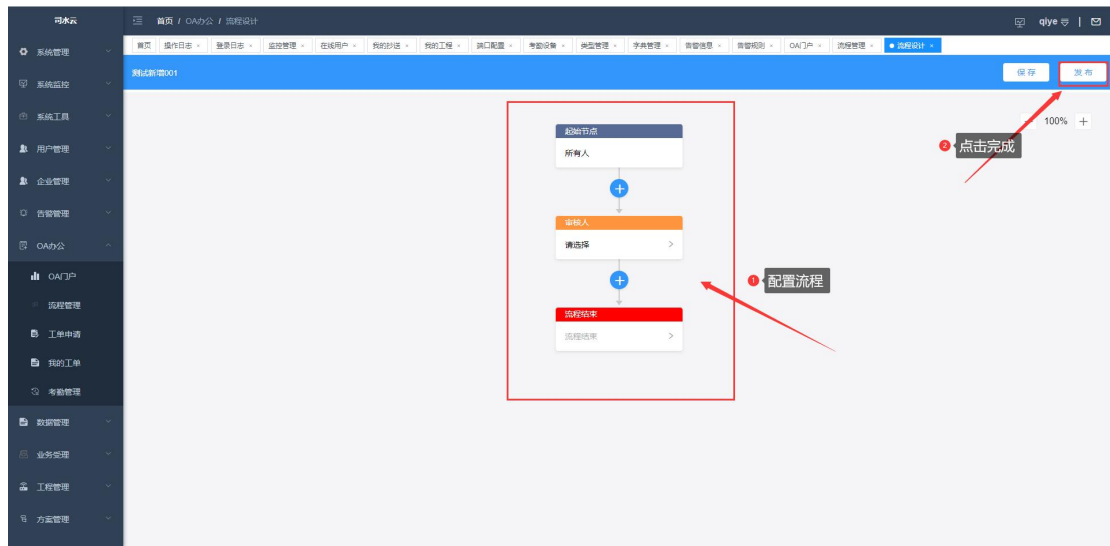 司水云
首页 / OA办公 / 流程设计
qiye
首页 操作日志 × 登录日志 × 监控管理 × 在线用户 × 我的抄送 × 我的工程 × 端口配置 × 考勤设备 × 类型管理 × 字典管理 × 告警信息 × 告警规则 × OA门户 × 流程管理 × 流程设计 ×
测试新增001
保存
发布
系统管理
系统监控
系统工具
用户管理
企业管理
告警管理
OA办公
OA门户
流程管理
工单申请
我的工单
考勤管理
数据管理
业务受理
工程管理
方案管理
− 100% +
起始节点
所有人
审核人
请选择 >
流程结束
流程结束 >
1 配置流程
2 点击完成